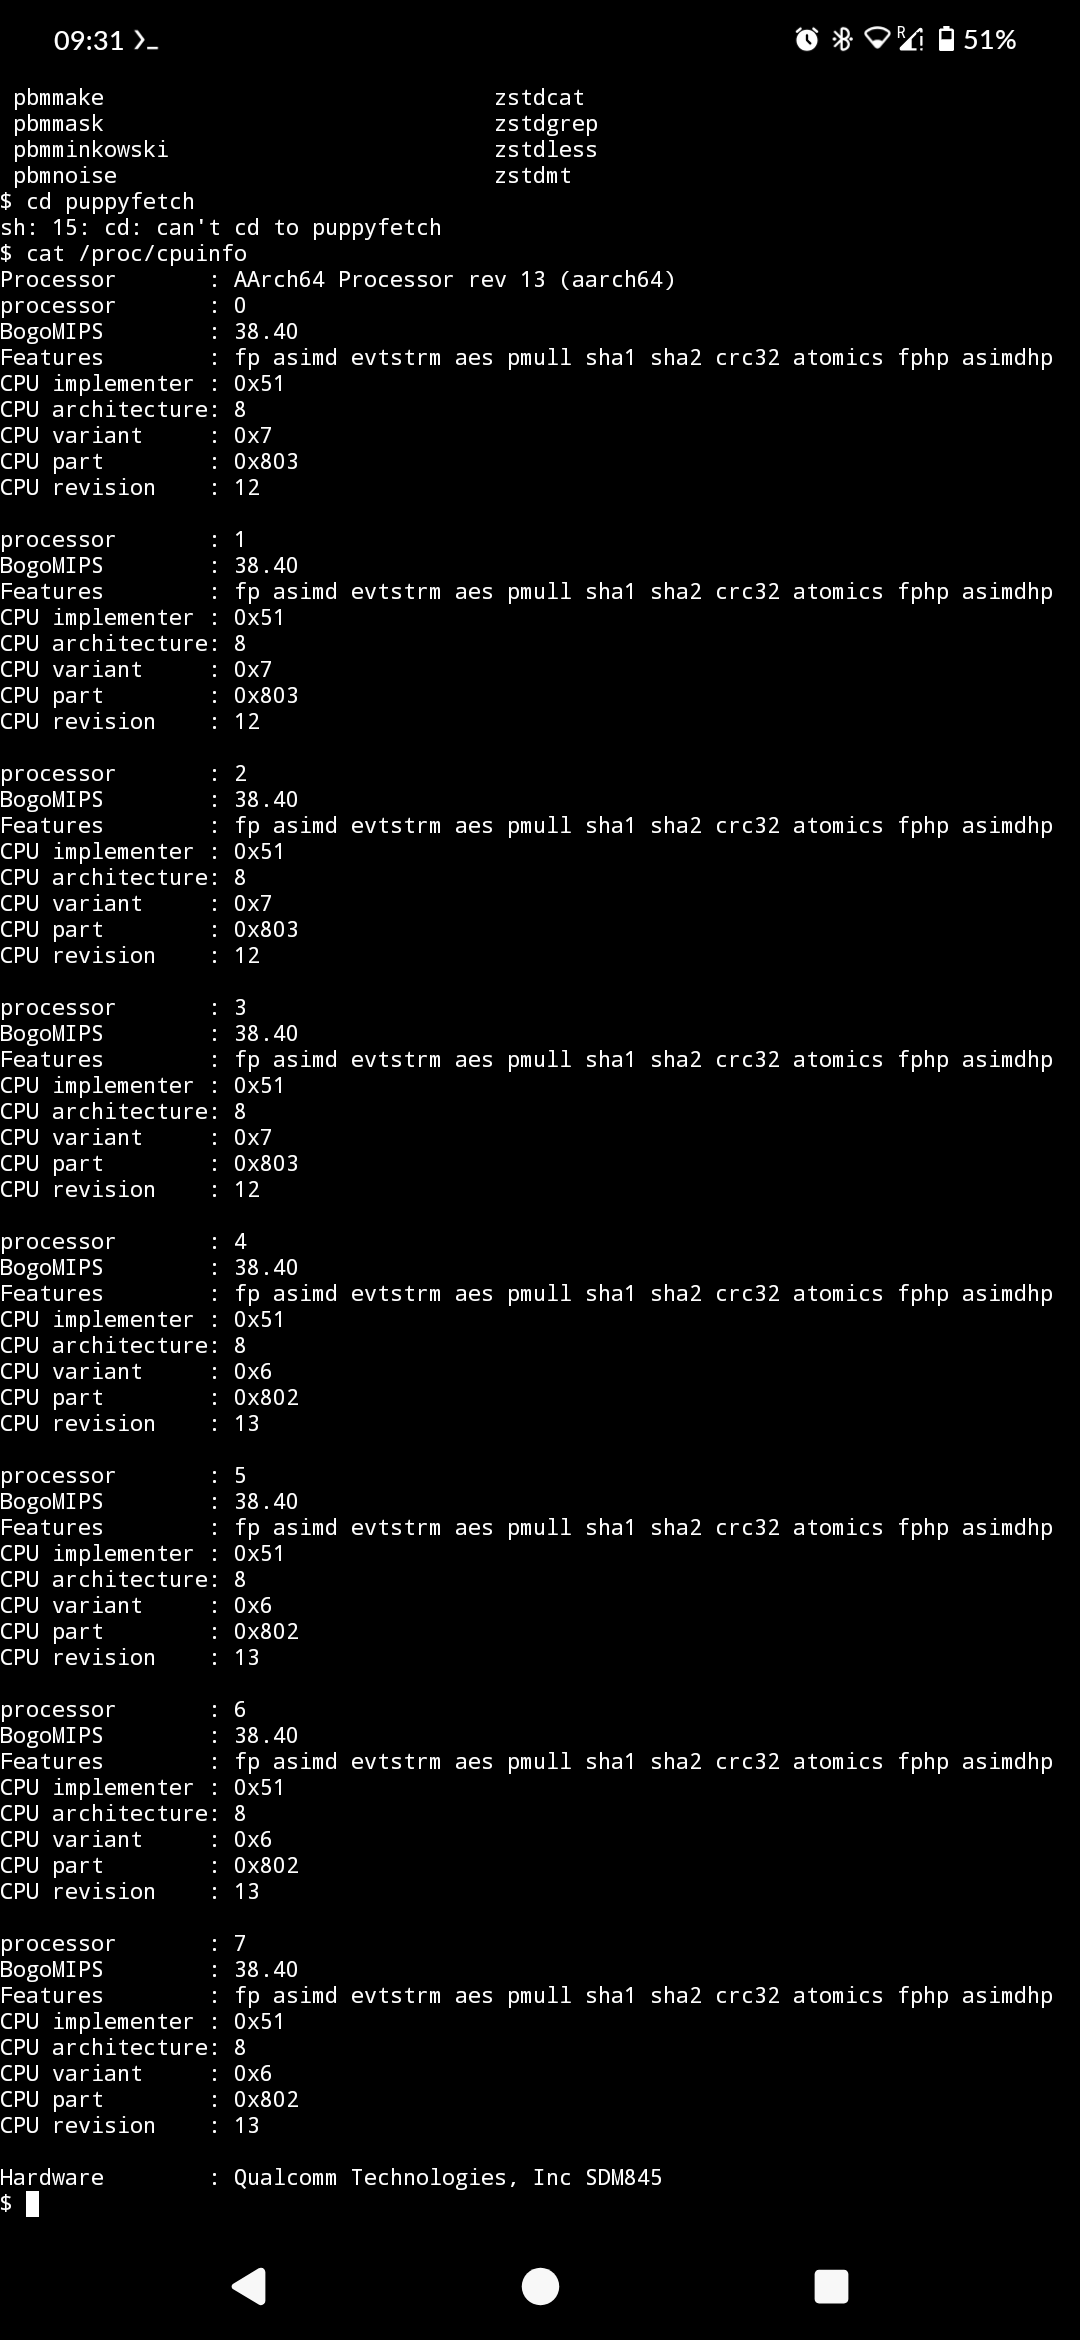 09:31 51%
pbmmake zstdcat
pbmmask zstdgrep
pbmminkowski zstdless
pbmnoise zstdmt
$ cd puppyfetch
sh: 15: cd: can't cd to puppyfetch
$ cat /proc/cpuinfo
Processor : AArch64 Processor rev 13 (aarch64)
processor : 0
BogoMIPS : 38.40
Features : fp asimd evtstrm aes pmull sha1 sha2 crc32 atomics fphp asimdhp
CPU implementer : 0x51
CPU architecture: 8
CPU variant : 0x7
CPU part : 0x803
CPU revision : 12
processor : 1
BogoMIPS : 38.40
Features : fp asimd evtstrm aes pmull sha1 sha2 crc32 atomics fphp asimdhp
CPU implementer : 0x51
CPU architecture: 8
CPU variant : 0x7
CPU part : 0x803
CPU revision : 12
processor : 2
BogoMIPS : 38.40
Features : fp asimd evtstrm aes pmull sha1 sha2 crc32 atomics fphp asimdhp
CPU implementer : 0x51
CPU architecture: 8
CPU variant : 0x7
CPU part : 0x803
CPU revision : 12
processor : 3
BogoMIPS : 38.40
Features : fp asimd evtstrm aes pmull sha1 sha2 crc32 atomics fphp asimdhp
CPU implementer : 0x51
CPU architecture: 8
CPU variant : 0x7
CPU part : 0x803
CPU revision : 12
processor : 4
BogoMIPS : 38.40
Features : fp asimd evtstrm aes pmull sha1 sha2 crc32 atomics fphp asimdhp
CPU implementer : 0x51
CPU architecture: 8
CPU variant : 0x6
CPU part : 0x802
CPU revision : 13
processor : 5
BogoMIPS : 38.40
Features : fp asimd evtstrm aes pmull sha1 sha2 crc32 atomics fphp asimdhp
CPU implementer : 0x51
CPU architecture: 8
CPU variant : 0x6
CPU part : 0x802
CPU revision : 13
processor : 6
BogoMIPS : 38.40
Features : fp asimd evtstrm aes pmull sha1 sha2 crc32 atomics fphp asimdhp
CPU implementer : 0x51
CPU architecture: 8
CPU variant : 0x6
CPU part : 0x802
CPU revision : 13
processor : 7
BogoMIPS : 38.40
Features : fp asimd evtstrm aes pmull sha1 sha2 crc32 atomics fphp asimdhp
CPU implementer : 0x51
CPU architecture: 8
CPU variant : 0x6
CPU part : 0x802
CPU revision : 13
Hardware : Qualcomm Technologies, Inc SDM845
$